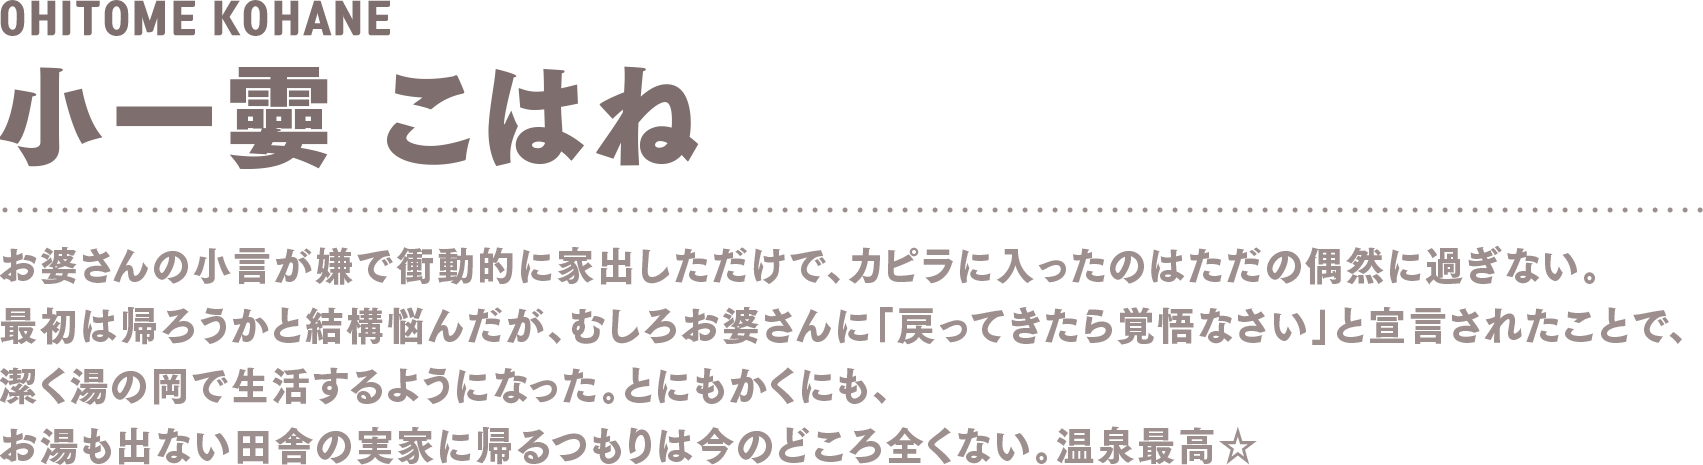 OHITOME KOHANE
小一霎 こはね
お婆さんの小言が嫌で衝動的に家出しただけで、カピラに入ったのはただの偶然に過ぎない。
最初は帰ろうかと結構悩んだが、むしろお婆さんに「戻ってきたら覚悟なさい」と宣言されたことで、
潔く湯の岡で生活するようになった。とにもかくにも、
お湯も出ない田舎の実家に帰るつもりは今のどころ全くない。温泉最高☆